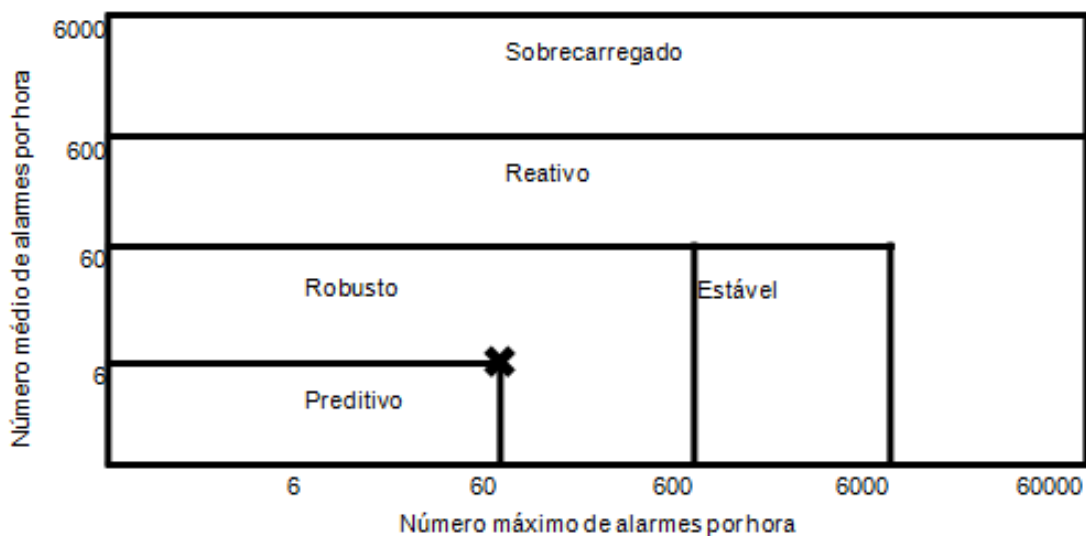 6000
Sobrecarregado
600
Reativo
60
Robusto
Estável
6
Preditivo
6 60 600 6000 60000
Número máximo de alarmes por hora
Número médio de alarmes por hora